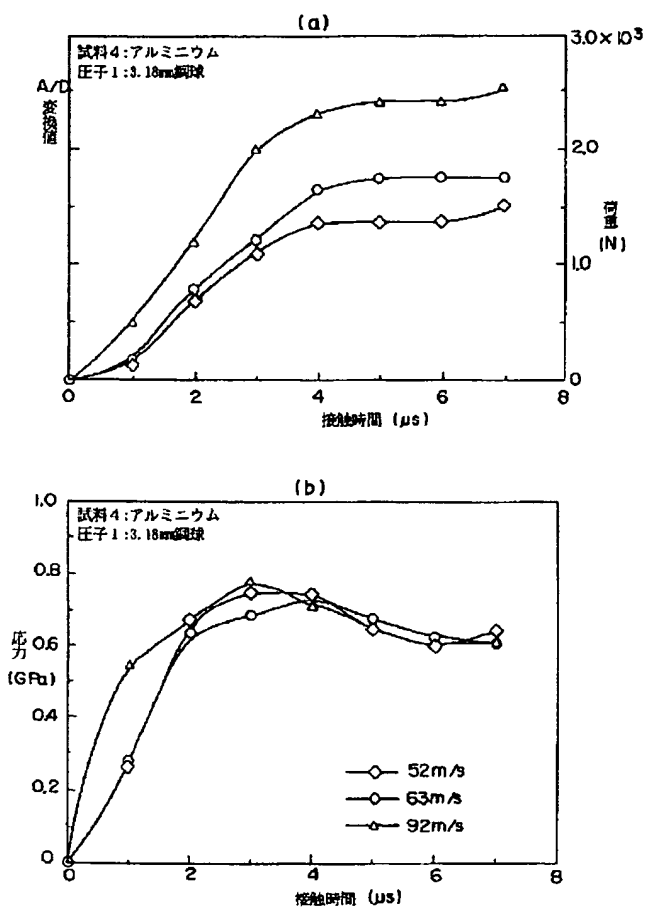 (a)
試料4:アルミニウム
圧子1:3.18mm鋼球
A/D
変換値
3.0×10³
2.0
1.0
0
荷重
(N)
0 2 4 6 8
接触時間 (μs)
(b)
試料4:アルミニウム
圧子1:3.18mm鋼球
1.0
0.8
0.6
0.4
0.2
0
応力
(GPa)
52m/s
63m/s
92m/s
0 2 4 6 8
接触時間 (μs)